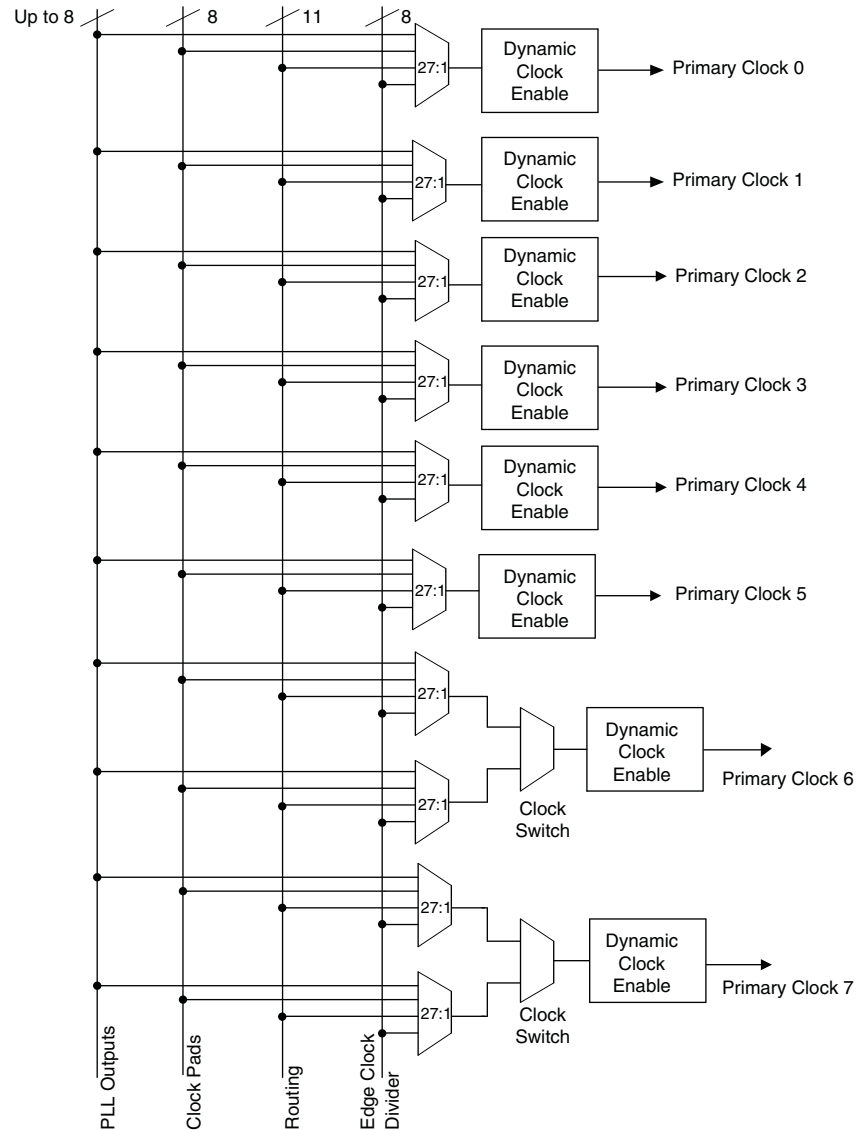 Up to 8
8
11
8
27:1
Dynamic
Clock
Enable
Primary Clock 0
27:1
Dynamic
Clock
Enable
Primary Clock 1
27:1
Dynamic
Clock
Enable
Primary Clock 2
27:1
Dynamic
Clock
Enable
Primary Clock 3
27:1
Dynamic
Clock
Enable
Primary Clock 4
27:1
Dynamic
Clock
Enable
Primary Clock 5
27:1
27:1
Clock
Switch
Dynamic
Clock
Enable
Primary Clock 6
27:1
27:1
Clock
Switch
Dynamic
Clock
Enable
Primary Clock 7
PLL Outputs
Clock Pads
Routing
Edge Clock
Divider